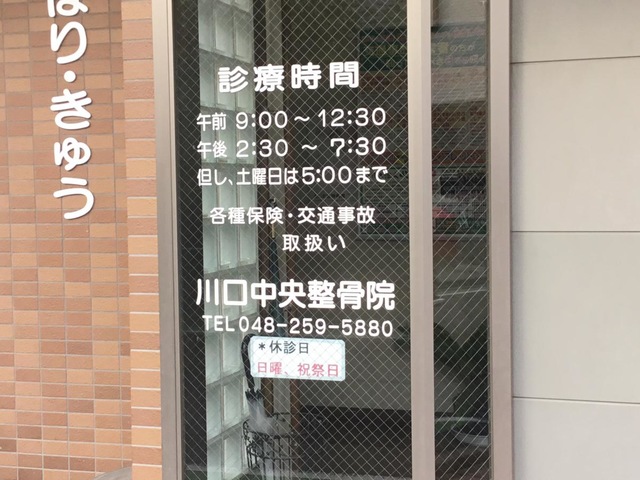 はり・きゅう
診療時間
午前 9:00～12:30
午後 2:30～7:30
但し、土曜日は5:00まで
各種保険・交通事故
取扱い
川口中央整骨院
TEL 048-259-5880
*休診日
日曜、祝祭日